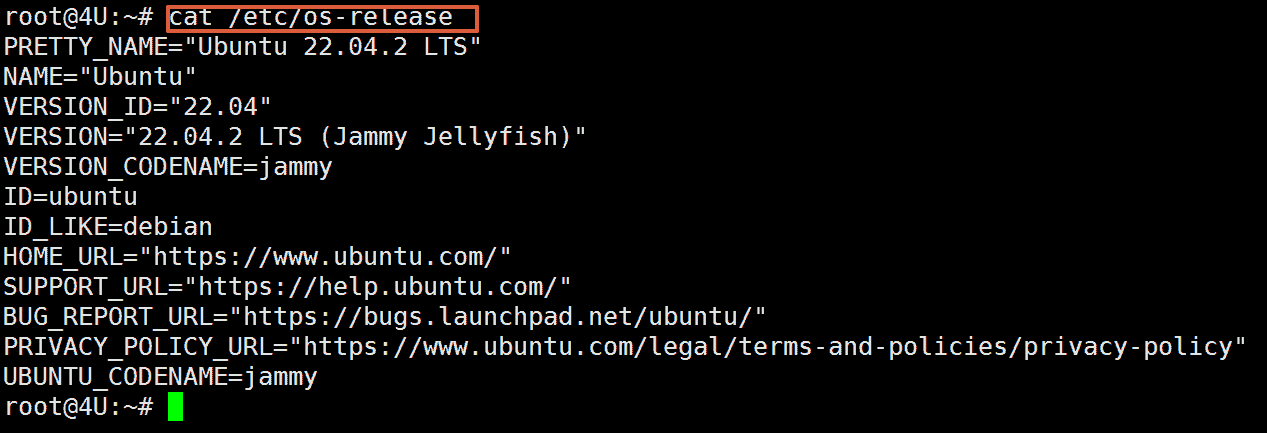 root@4U:~# cat /etc/os-release
PRETTY_NAME="Ubuntu 22.04.2 LTS"
NAME="Ubuntu"
VERSION_ID="22.04"
VERSION="22.04.2 LTS (Jammy Jellyfish)"
VERSION_CODENAME=jammy
ID=ubuntu
ID_LIKE=debian
HOME_URL="https://www.ubuntu.com/"
SUPPORT_URL="https://help.ubuntu.com/"
BUG_REPORT_URL="https://bugs.launchpad.net/ubuntu/"
PRIVACY_POLICY_URL="https://www.ubuntu.com/legal/terms-and-policies/privacy-policy"
UBUNTU_CODENAME=jammy
root@4U:~#